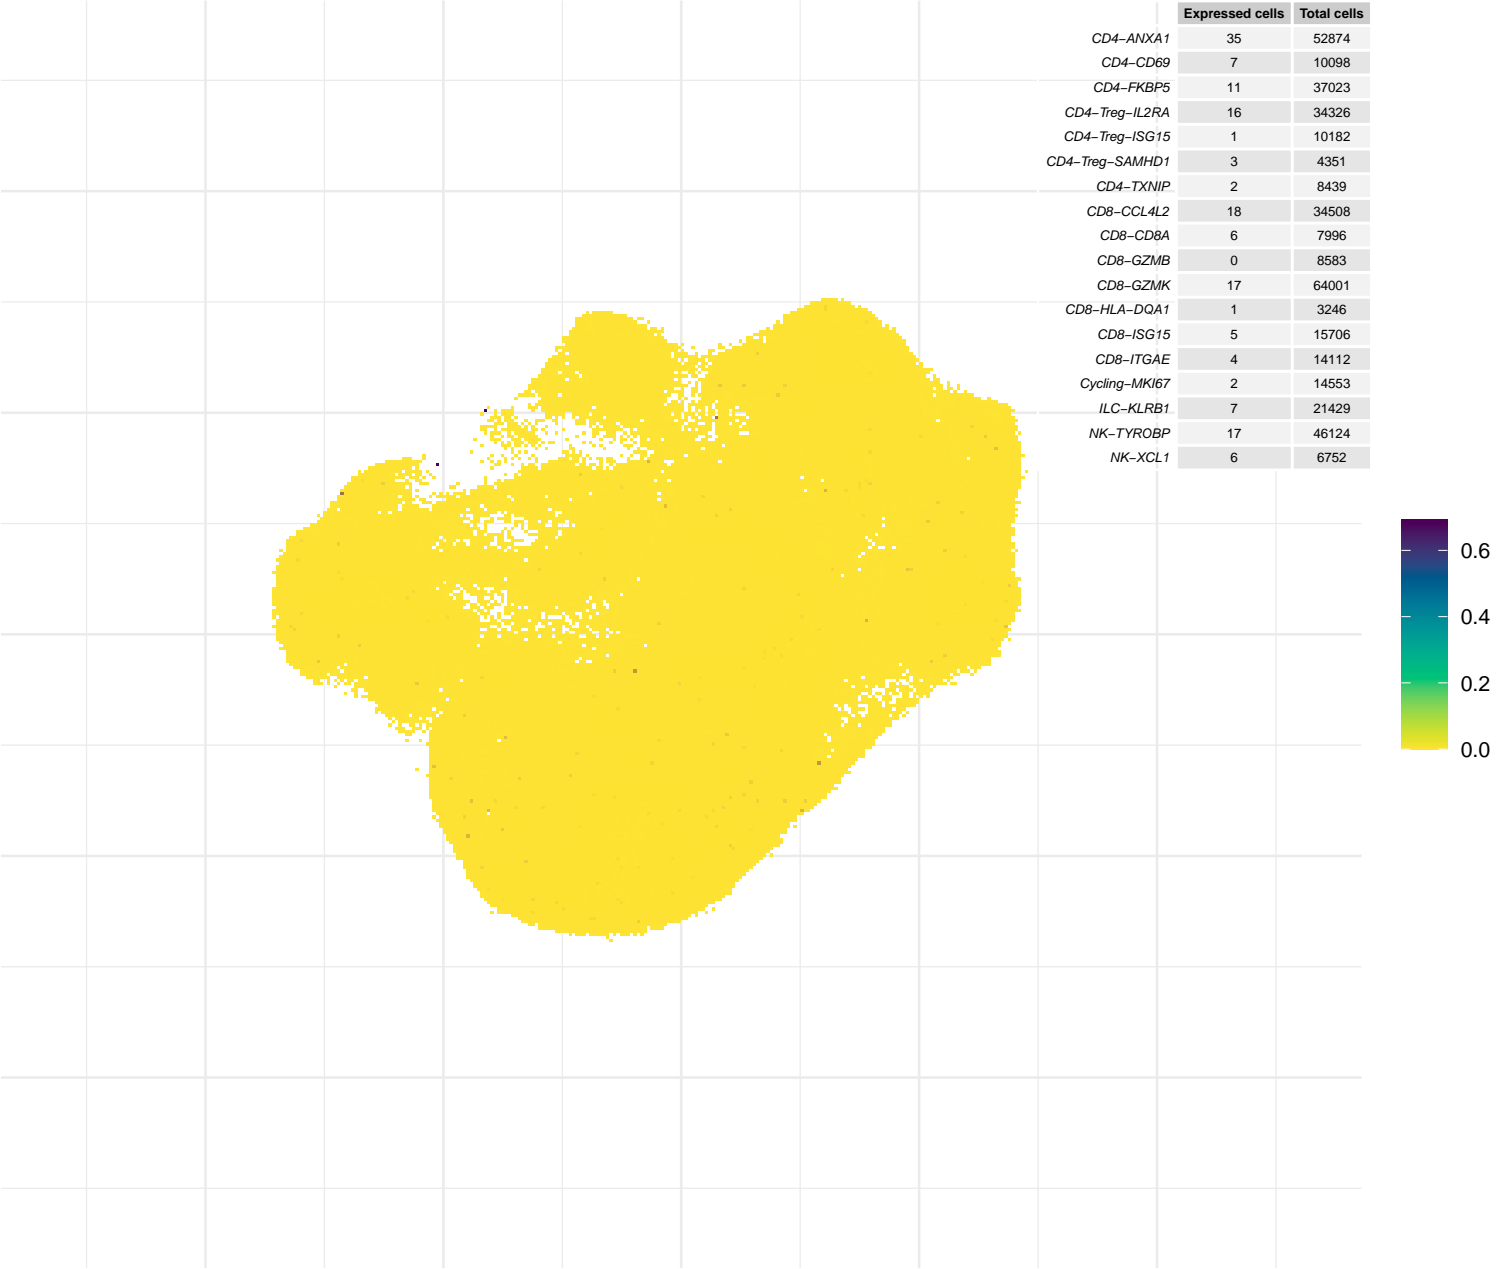 Expressed cells Total cells
CD4−ANXA1 35 52874
CD4−CD69 7 10098
CD4−FKBP5 11 37023
CD4−Treg−IL2RA 16 34326
CD4−Treg−ISG15 1 10182
CD4−Treg−SAMHD1 3 4351
CD4−TXNIP 2 8439
CD8−CCL4L2 18 34508
CD8−CD8A 6 7996
CD8−GZMB 0 8583
CD8−GZMK 17 64001
CD8−HLA−DQA1 1 3246
CD8−ISG15 5 15706
CD8−ITGAE 4 14112
Cycling−MKI67 2 14553
ILC−KLRB1 7 21429
NK−TYROBP 17 46124
NK−XCL1 6 6752
0.6
0.4
0.2
0.0